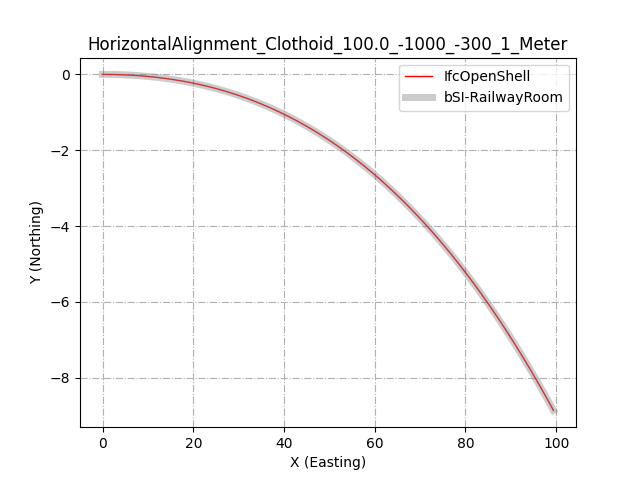 HorizontalAlignment_Clothoid_100.0_-1000_-300_1_Meter
IfcOpenShell
bSI-RailwayRoom
0
−2
−4
−6
−8
Y (Northing)
0 20 40 60 80 100
X (Easting)